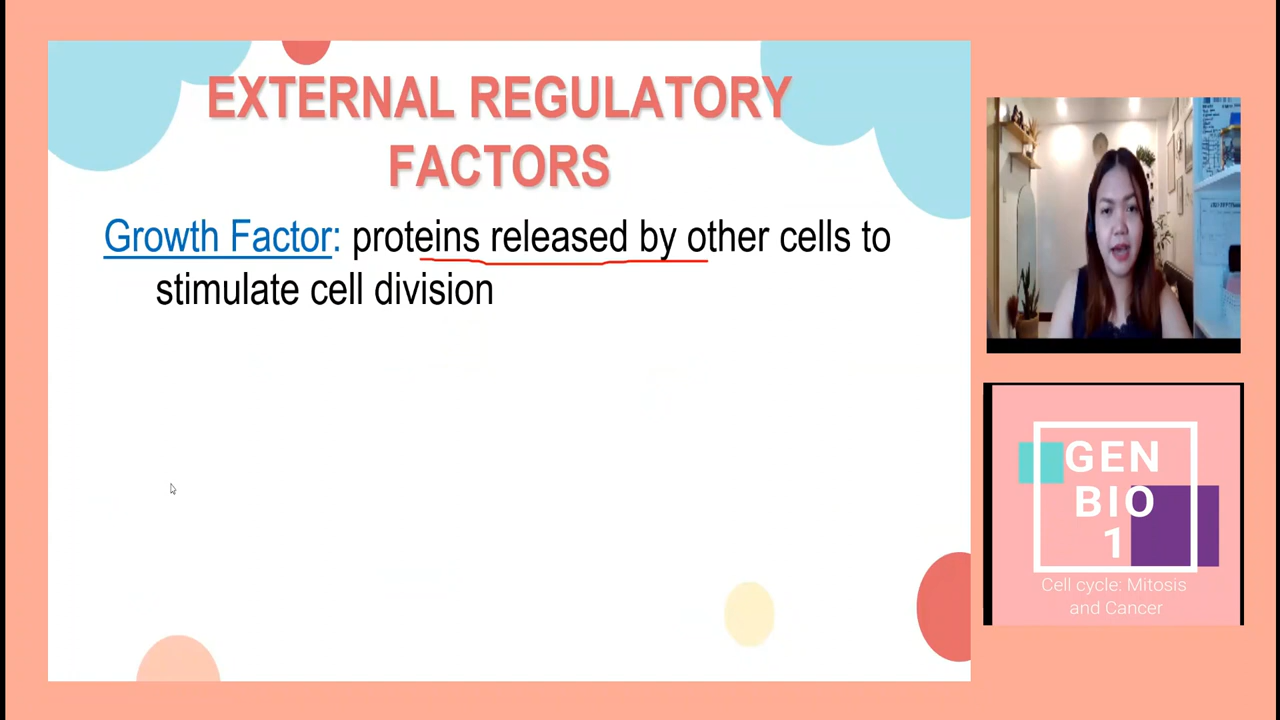 EXTERNAL REGULATORY
FACTORS
Growth Factor: proteins released by other cells to
stimulate cell division
GEN
BIO
1
Cell cycle: Mitosis
and Cancer